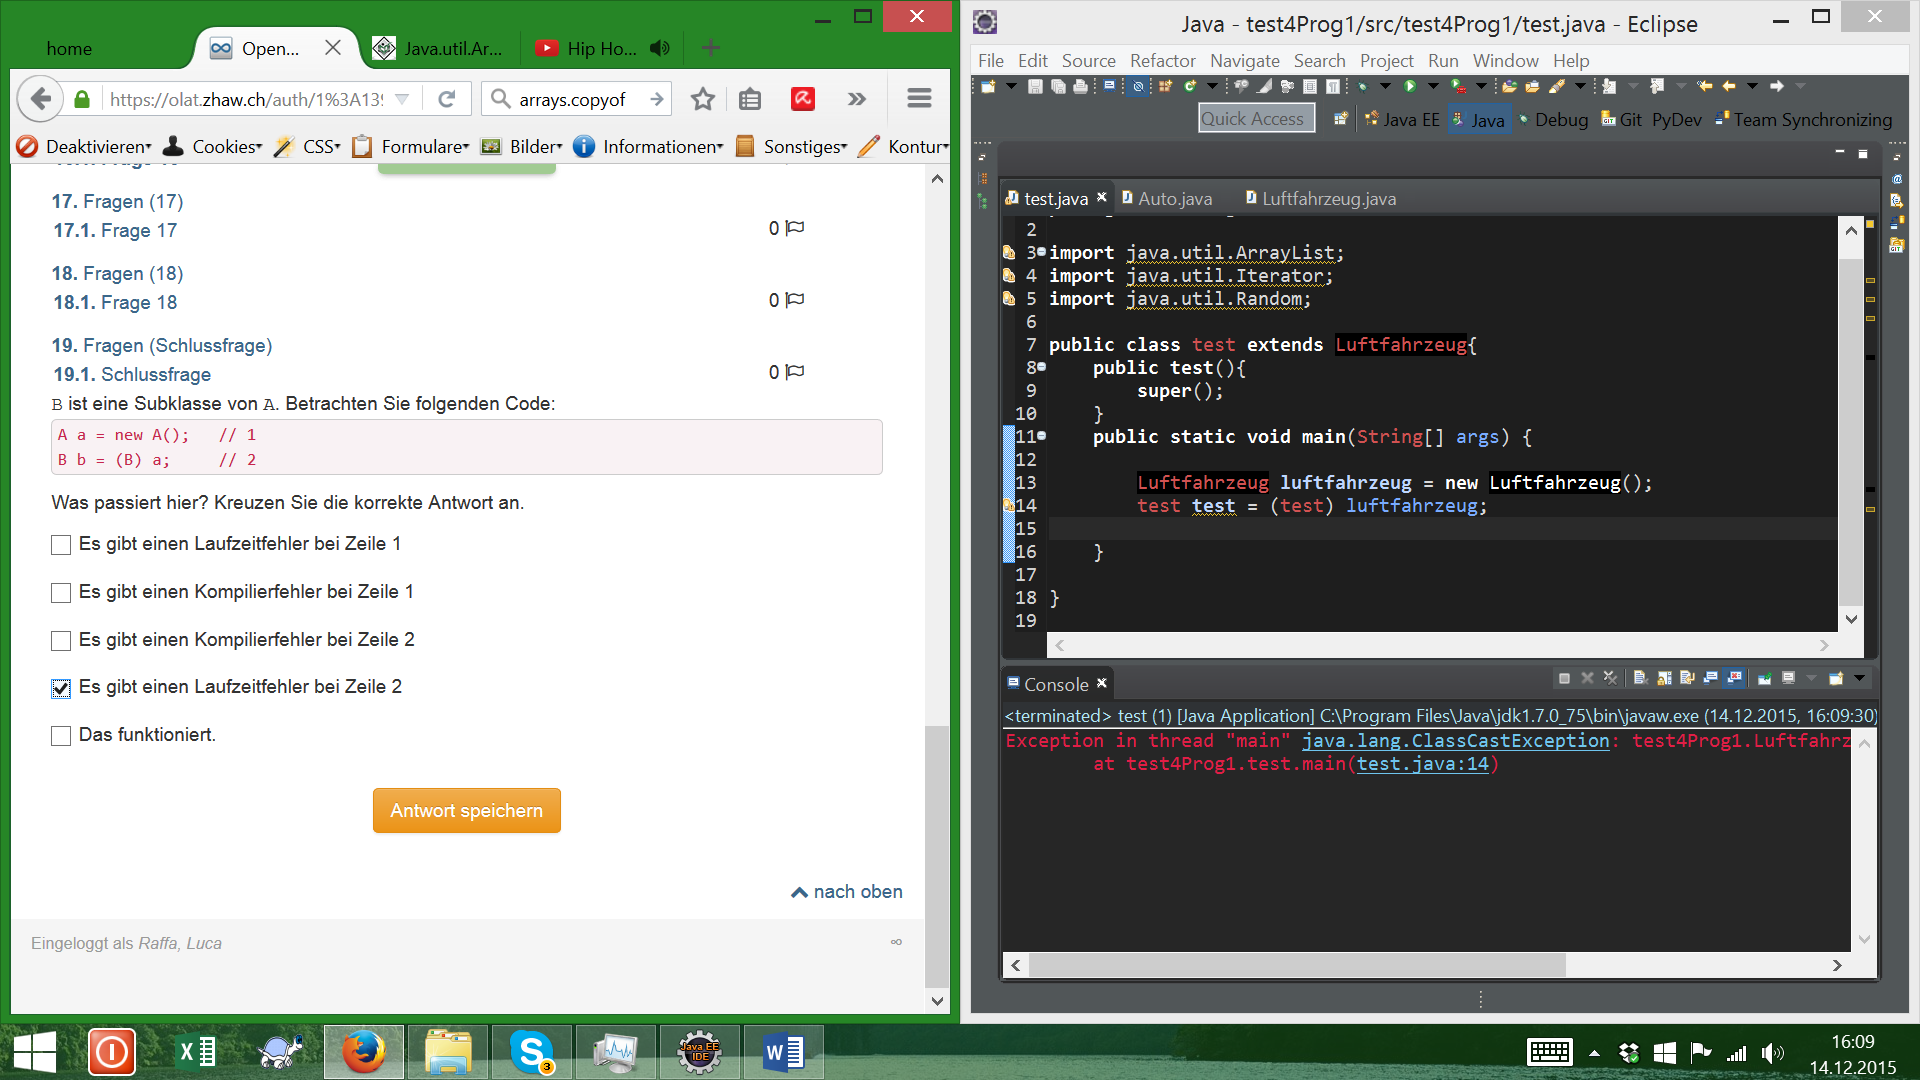 home
Open...
Java.util.Ar...
Hip Ho...
https://olat.zhaw.ch/auth/1%3A139
arrays.copyof
Deaktivieren
Cookies
CSS
Formulare
Bilder
Informationen
Sonstiges
Kontur
17. Fragen (17)
17.1. Frage 17
0
18. Fragen (18)
18.1. Frage 18
0
19. Fragen (Schlussfrage)
19.1. Schlussfrage
0
B ist eine Subklasse von A. Betrachten Sie folgenden Code:
A a = new A();   // 1
B b = (B) a;     // 2
Was passiert hier? Kreuzen Sie die korrekte Antwort an.
Es gibt einen Laufzeitfehler bei Zeile 1
Es gibt einen Kompilierfehler bei Zeile 1
Es gibt einen Kompilierfehler bei Zeile 2
Es gibt einen Laufzeitfehler bei Zeile 2
Das funktioniert.
Antwort speichern
nach oben
Eingeloggt als Raffa, Luca
∞
Java - test4Prog1/src/test4Prog1/test.java - Eclipse
File Edit Source Refactor Navigate Search Project Run Window Help
Quick Access
Java EE
Java
Debug
Git
PyDev
Team Synchronizing
test.java
Auto.java
Luftfahrzeug.java
2
3 import java.util.ArrayList;
4 import java.util.Iterator;
5 import java.util.Random;
6
7 public class test extends Luftfahrzeug{
8     public test(){
9         super();
10     }
11     public static void main(String[] args) {
12
13         Luftfahrzeug luftfahrzeug = new Luftfahrzeug();
14         test test = (test) luftfahrzeug;
15
16     }
17
18 }
19
Console
<terminated> test (1) [Java Application] C:\Program Files\Java\jdk1.7.0_75\bin\javaw.exe (14.12.2015, 16:09:30)
Exception in thread "main" java.lang.ClassCastException: test4Prog1.Luftfahrz
at test4Prog1.test.main(test.java:14)
3
Java EE
IDE
16:09
14.12.2015